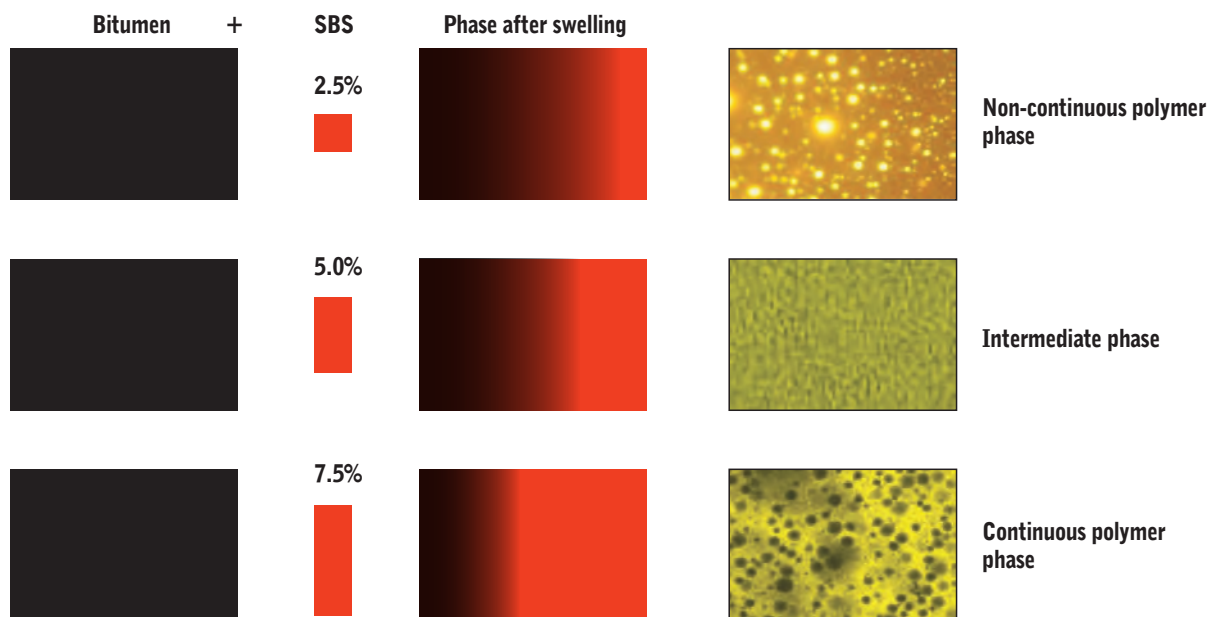 Bitumen + SBS Phase after swelling
2.5%
Non-continuous polymer
phase
5.0%
Intermediate phase
7.5%
Continuous polymer
phase